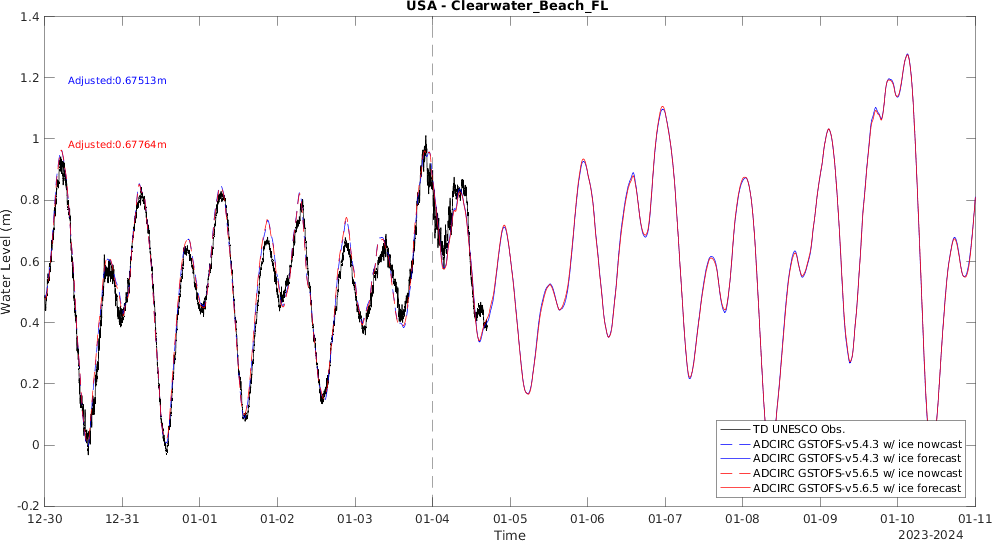 USA - Clearwater_Beach_FL
1.4
1.2
1
0.8
0.6
0.4
0.2
0
-0.2
Water Level (m)
Adjusted:0.67513m
Adjusted:0.67764m
TD UNESCO Obs.
ADCIRC GSTOFS-v5.4.3 w/ ice nowcast
ADCIRC GSTOFS-v5.4.3 w/ ice forecast
ADCIRC GSTOFS-v5.6.5 w/ ice nowcast
ADCIRC GSTOFS-v5.6.5 w/ ice forecast
12-30 12-31 01-01 01-02 01-03 01-04 01-05 01-06 01-07 01-08 01-09 01-10 01-11
Time
2023-2024